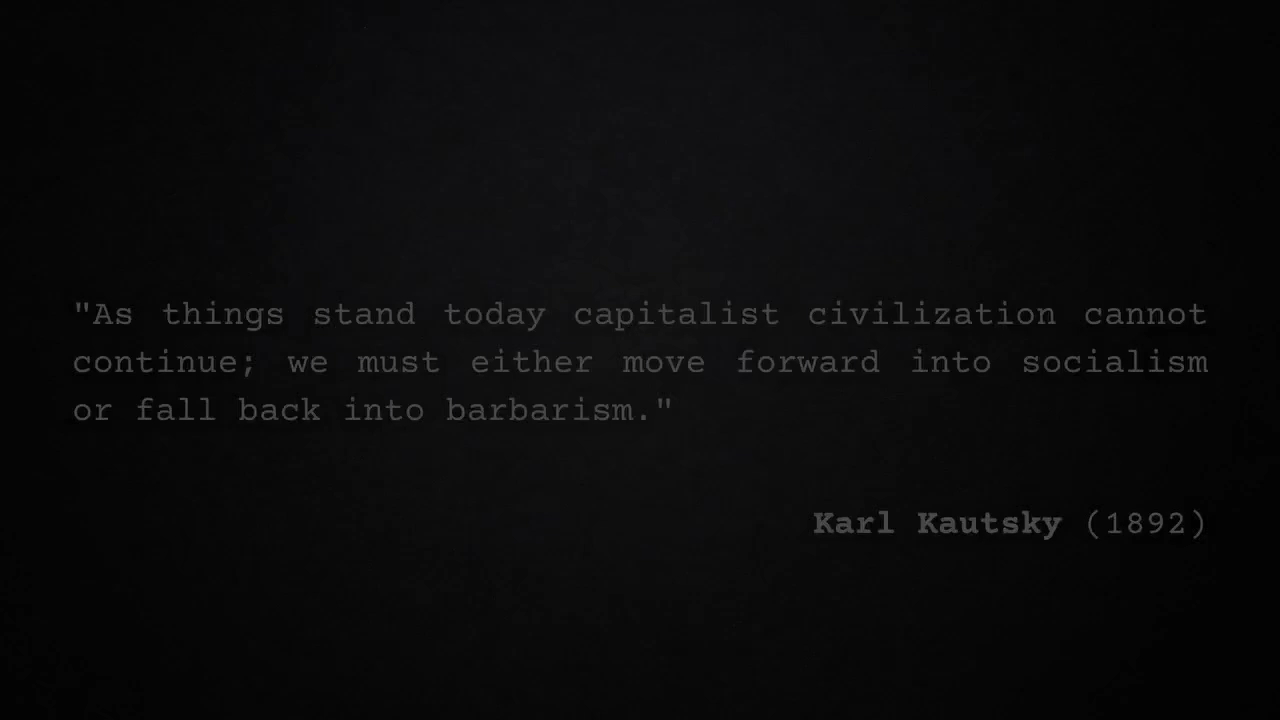 "As things stand today capitalist civilization cannot
continue; we must either move forward into socialism
or fall back into barbarism."
Karl Kautsky (1892)